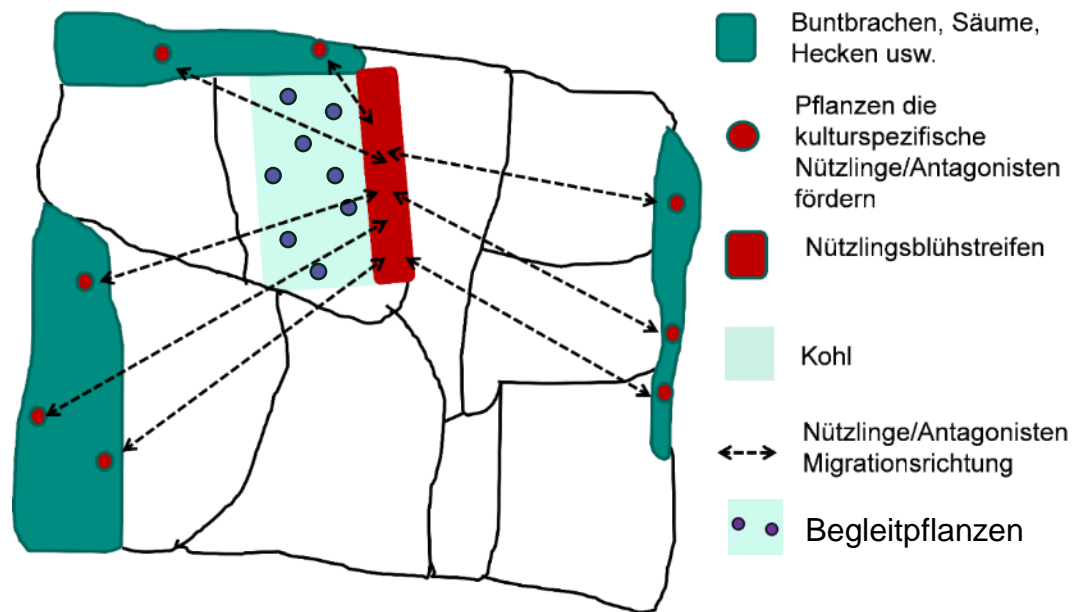 Buntbrachen, Säume,
Hecken usw.
Pflanzen die
kulturspezifische
Nützlinge/Antagonisten
fördern
Nützlingsblühstreifen
Kohl
Nützlinge/Antagonisten
Migrationsrichtung
Begleitpflanzen